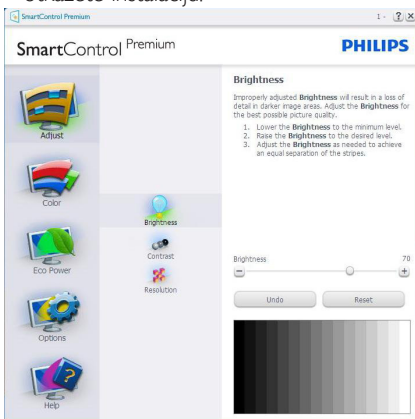 SmartControl Premium
1 -
?
X
SmartControl Premium
PHILIPS
Adjust
Color
Eco Power
Options
Help
Brightness
Contrast
Resolution
Brightness
Improperly adjusted Brightness will result in a loss of
detail in darker image areas. Adjust the Brightness for
the best possible picture quality.
1. Lower the Brightness to the minimum level.
2. Raise the Brightness to the desired level.
3. Adjust the Brightness as needed to achieve
an equal separation of the stripes.
Brightness 70
Undo
Reset